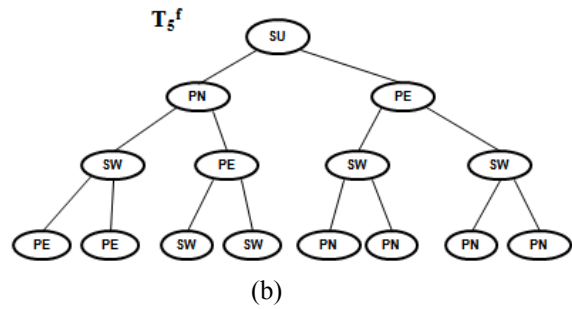 T5f
SU
PN PE
SW PE SW SW
PE PE SW SW PN PN PN PN
(b)